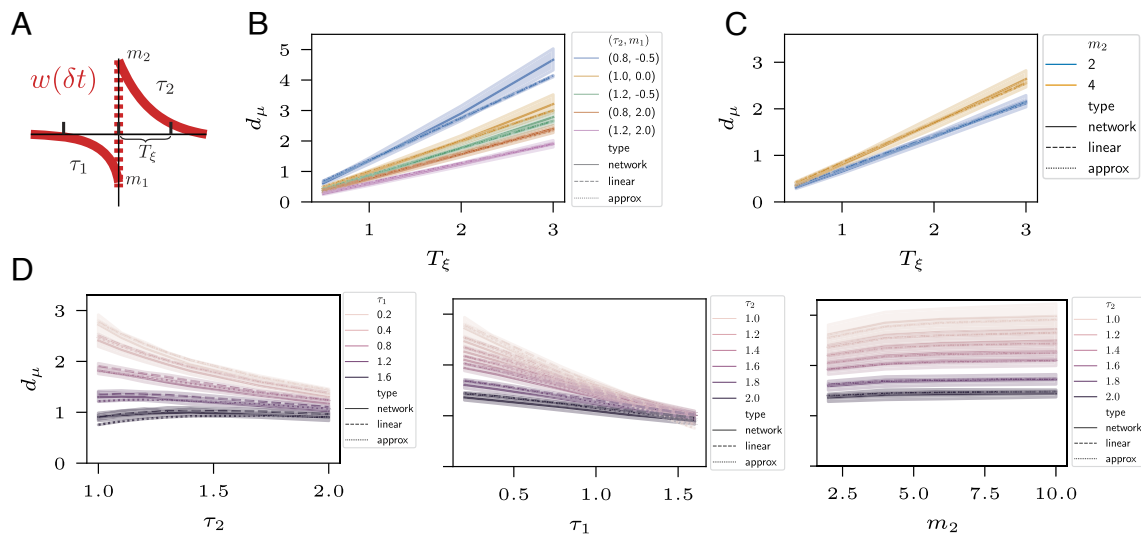 A
w(δt)
m₂
τ₂
τ₁
T_ξ
m₁
B
d_μ
5
4
3
2
1
0
1
2
3
T_ξ
(τ₂, m₁)
(0.8, -0.5)
(1.0, 0.0)
(1.2, -0.5)
(0.8, 2.0)
(1.2, 2.0)
type
network
linear
approx
C
d_μ
3
2
1
0
1
2
3
T_ξ
m₂
2
4
type
network
linear
approx
D
d_μ
3
2
1
0
1.0
1.5
2.0
τ₂
τ₁
0.2
0.4
0.8
1.2
1.6
type
network
linear
approx
0.5
1.0
1.5
τ₁
τ₂
1.0
1.2
1.4
1.6
1.8
2.0
type
network
linear
approx
2.5
5.0
7.5
10.0
m₂
τ₂
1.0
1.2
1.4
1.6
1.8
2.0
type
network
linear
approx